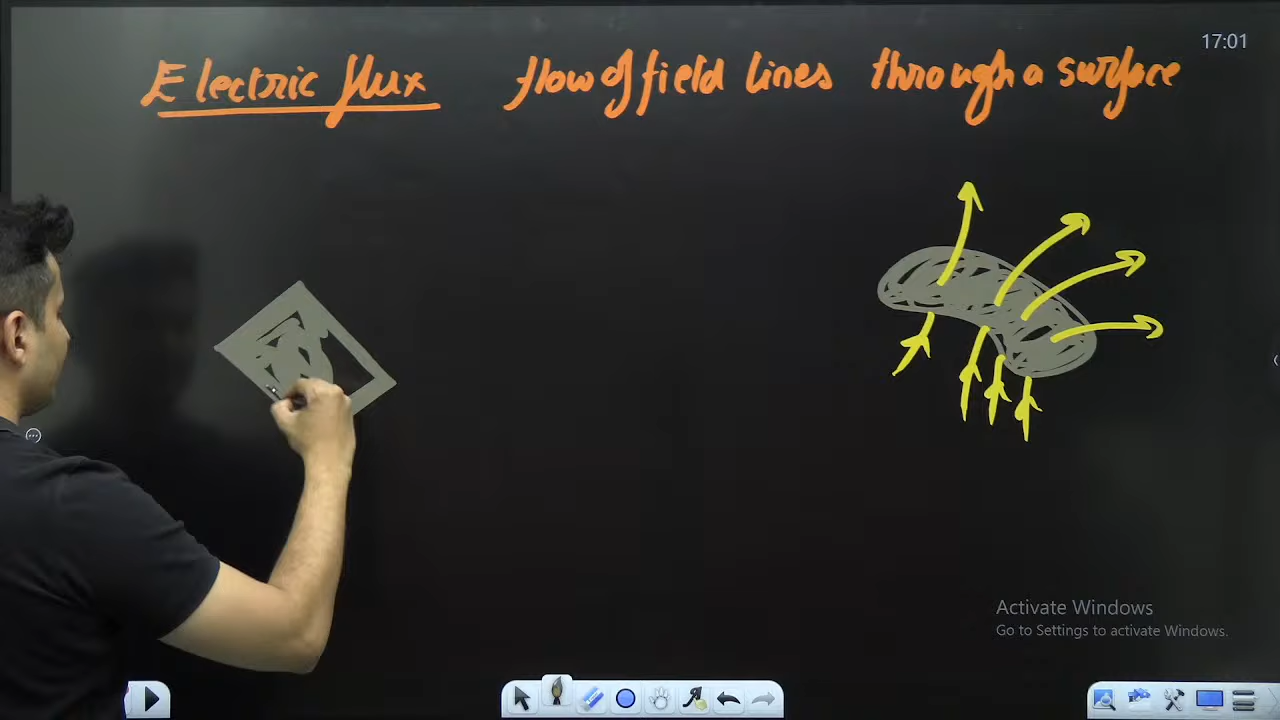 17:01
Electric flux flow of field lines through a surface
Activate Windows
Go to Settings to activate Windows.